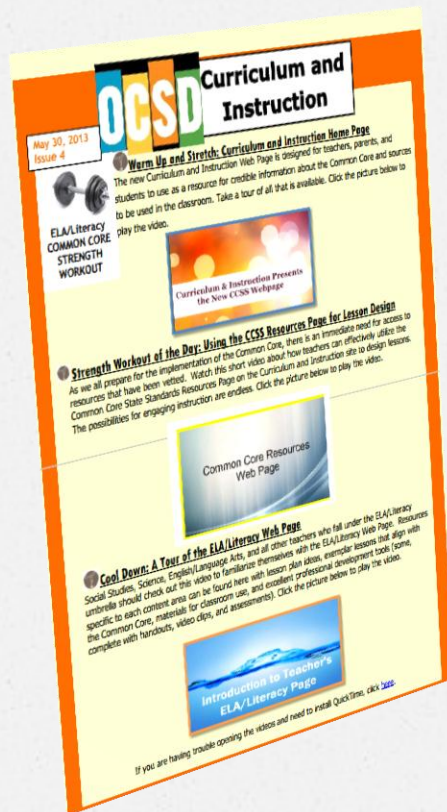 OCSD
Curriculum and
Instruction
May 30, 2013
Issue 4
ELA/Literacy
COMMON CORE
STRENGTH
WORKOUT
Warm Up and Stretch: Curriculum and Instruction Home Page
The new Curriculum and Instruction Web Page is designed for teachers, parents, and
students to use as a resource for credible information about the Common Core and sources
to be used in the classroom. Take a tour of all that is available. Click the picture below to
play the video.
Curriculum & Instruction Presents
the New CCSS Webpage
Strength Workout of the Day: Using the CCSS Resources Page for Lesson Design
As we all prepare for the implementation of the Common Core, there is an immediate need for access to
resources that have been vetted. Watch this short video about how teachers can effectively utilize the
Common Core State Standards Resources Page on the Curriculum and Instruction site to design lessons.
The possibilities for engaging instruction are endless. Click the picture below to play the video.
Common Core Resources
Web Page
Cool Down: A Tour of the ELA/Literacy Web Page
Social Studies, Science, English/Language Arts, and all other teachers who fall under the ELA/Literacy
umbrella should check out this video to familiarize themselves with the ELA/Literacy Web Page. Resources
specific to each content area can be found here with lesson plan ideas, exemplar lessons that align with
the Common Core, materials for classroom use, and excellent professional development tools (some,
complete with handouts, video clips, and assessments). Click the picture below to play the video.
Introduction to Teacher's
ELA/Literacy Page
If you are having trouble opening the videos and need to install QuickTime, click here.